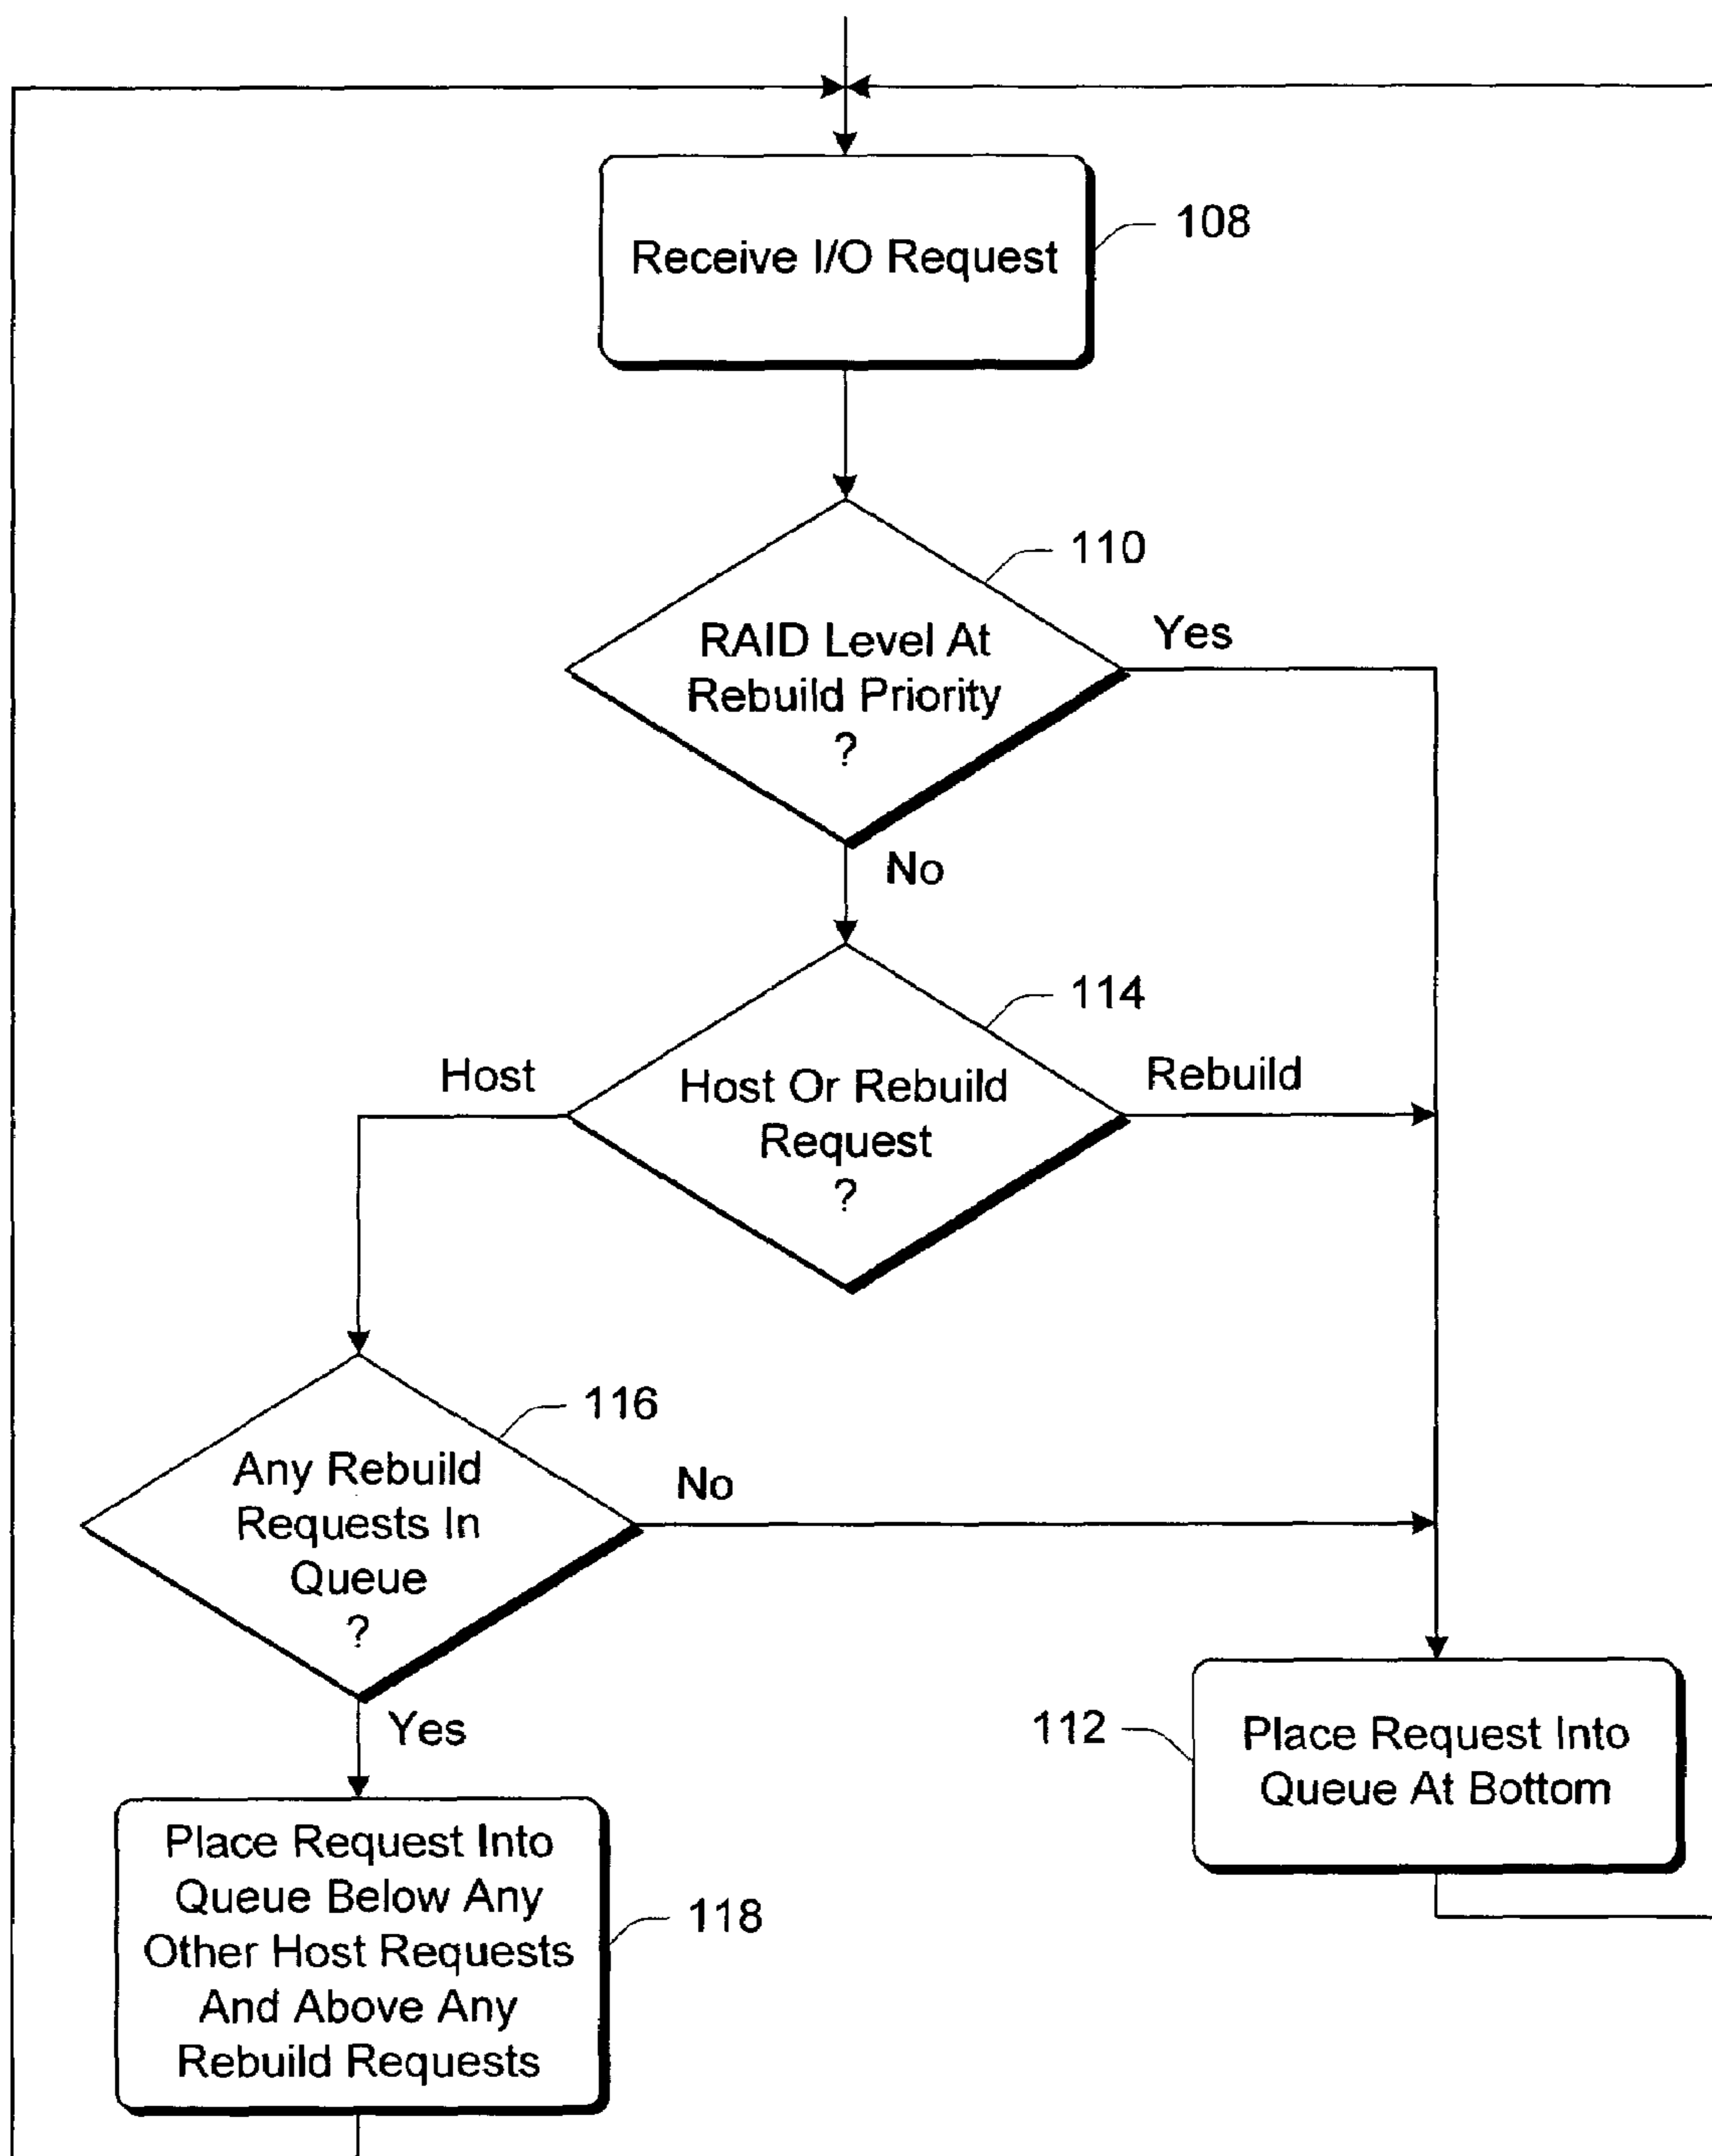 Receive I/O Request
108
110
RAID Level At
Rebuild Priority
?
Yes
No
114
Host Or Rebuild
Request
?
Host
Rebuild
116
Any Rebuild
Requests In
Queue
?
No
Yes
112
Place Request Into
Queue At Bottom
Place Request Into
Queue Below Any
Other Host Requests
And Above Any
Rebuild Requests
118